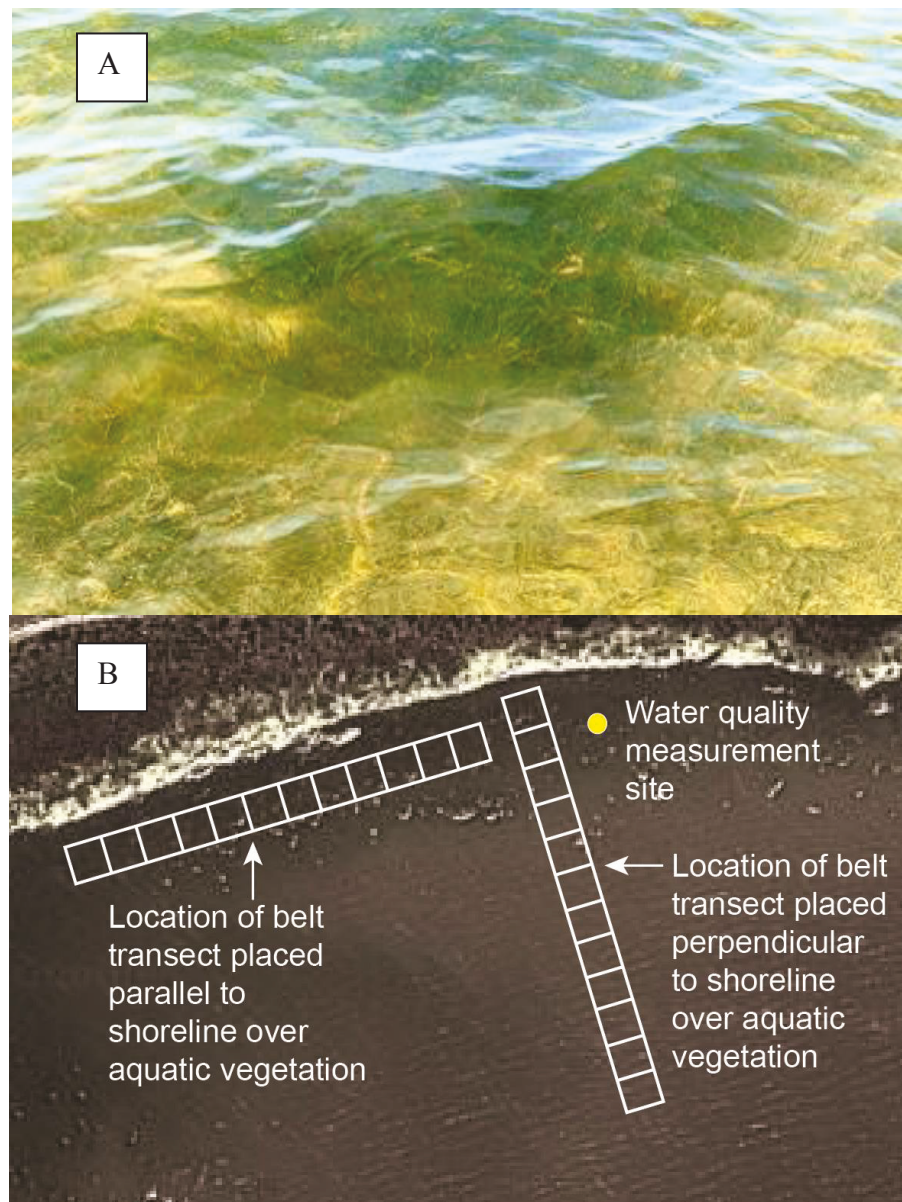 A
B
Water quality
measurement
site
Location of belt
transect placed
parallel to
shoreline over
aquatic vegetation
Location of belt
transect placed
perpendicular
to shoreline
over aquatic
vegetation